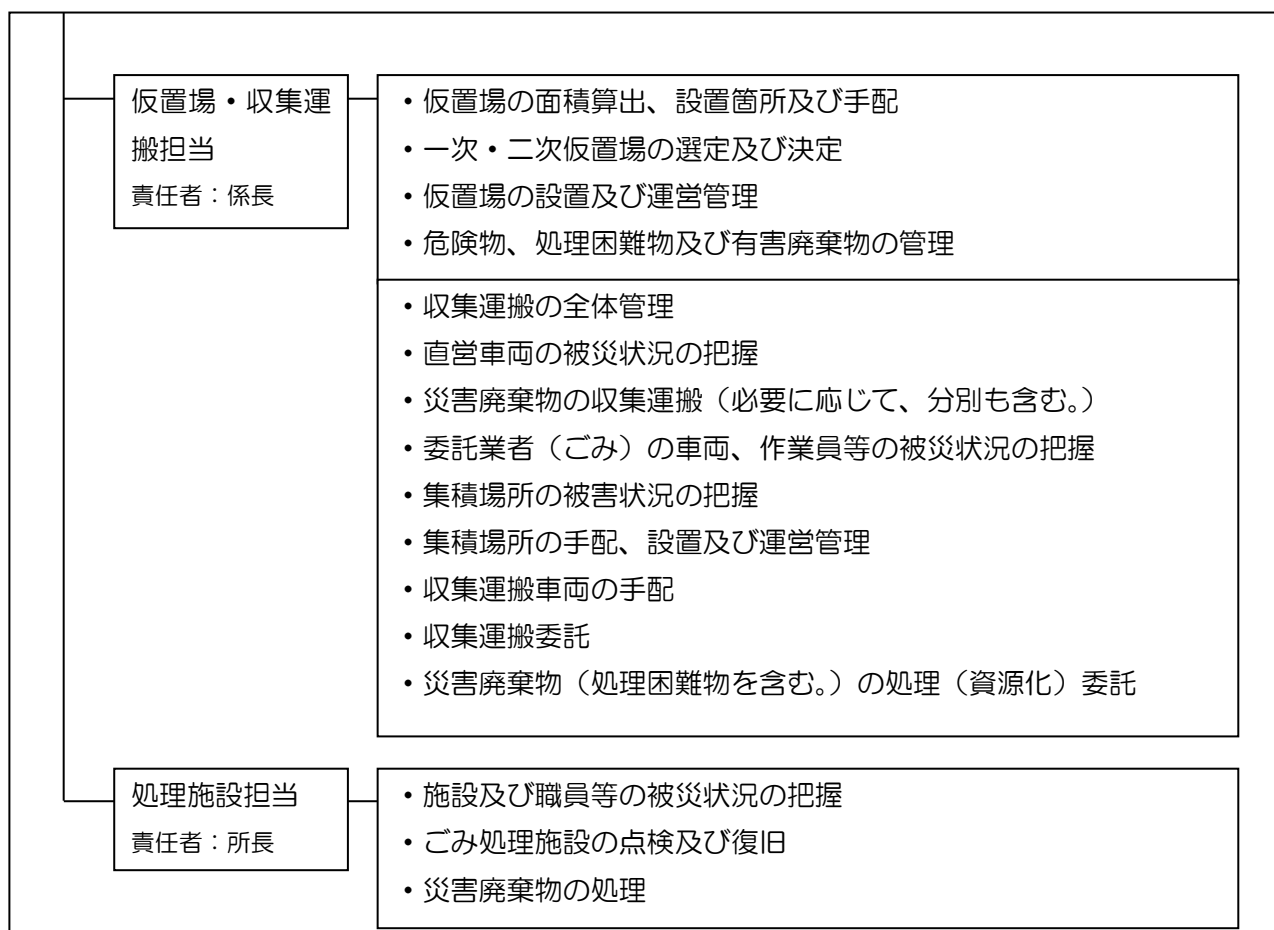 仮置場・収集運
搬担当
責任者：係長
・仮置場の面積算出、設置箇所及び手配
・一次・二次仮置場の選定及び決定
・仮置場の設置及び運営管理
・危険物、処理困難物及び有害廃棄物の管理
・収集運搬の全体管理
・直営車両の被災状況の把握
・災害廃棄物の収集運搬（必要に応じて、分別も含む。）
・委託業者（ごみ）の車両、作業員等の被災状況の把握
・集積場所の被害状況の把握
・集積場所の手配、設置及び運営管理
・収集運搬車両の手配
・収集運搬委託
・災害廃棄物（処理困難物を含む。）の処理（資源化）委託
処理施設担当
責任者：所長
・施設及び職員等の被災状況の把握
・ごみ処理施設の点検及び復旧
・災害廃棄物の処理